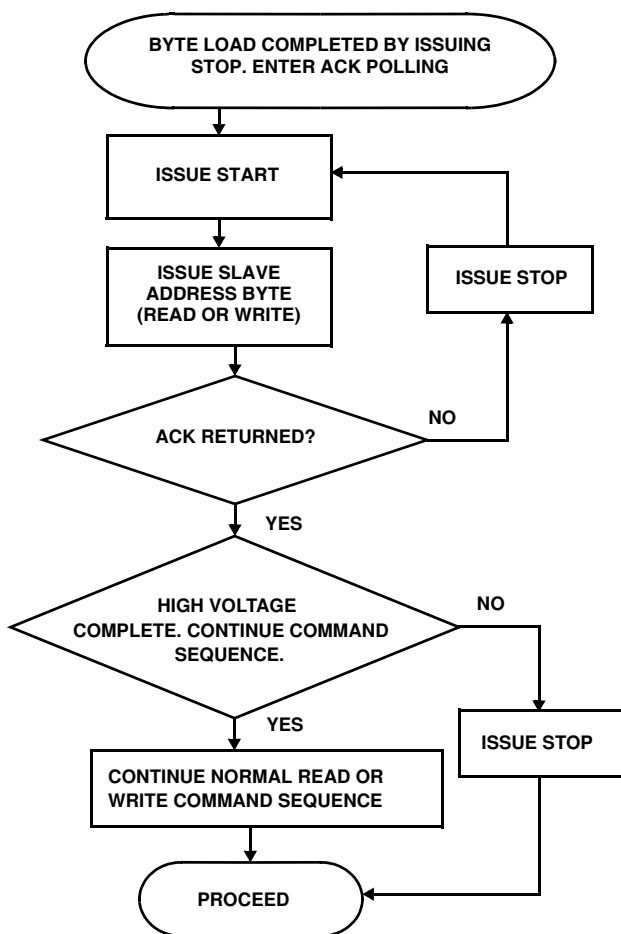 BYTE LOAD COMPLETED BY ISSUING
STOP. ENTER ACK POLLING
ISSUE START
ISSUE SLAVE
ADDRESS BYTE
(READ OR WRITE)
ISSUE STOP
ACK RETURNED?
NO
YES
HIGH VOLTAGE
COMPLETE. CONTINUE COMMAND
SEQUENCE.
NO
YES
ISSUE STOP
CONTINUE NORMAL READ OR
WRITE COMMAND SEQUENCE
PROCEED